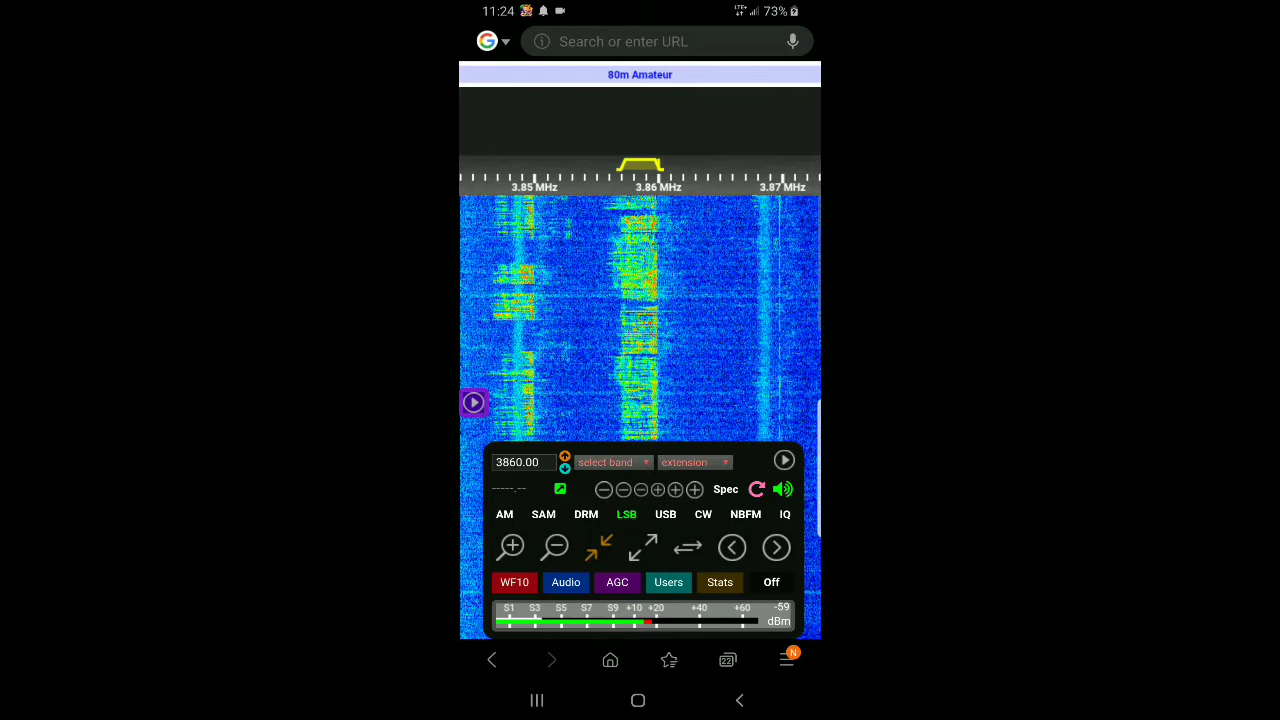 11:24 LTE+ 73%
G Search or enter URL
80m Amateur
3.85 MHz 3.86 MHz 3.87 MHz
3860.00 select band extension
-----.-- Spec
AM SAM DRM LSB USB CW NBFM IQ
WF10 Audio AGC Users Stats Off
S1 S3 S5 S7 S9 +10 +20 +40 +60 -59
dBm
22 N